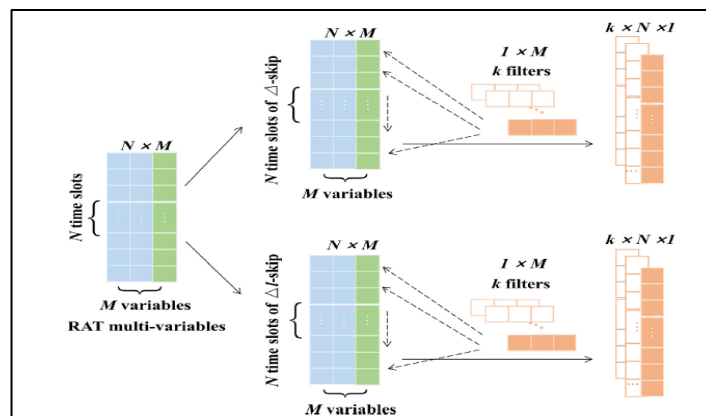 N × M
N time slots
M variables
RAT multi-variables
N × M
N time slots of △-skip
M variables
1 × M
k filters
k × N ×1
N × M
N time slots of △l-skip
M variables
1 × M
k filters
k × N ×1